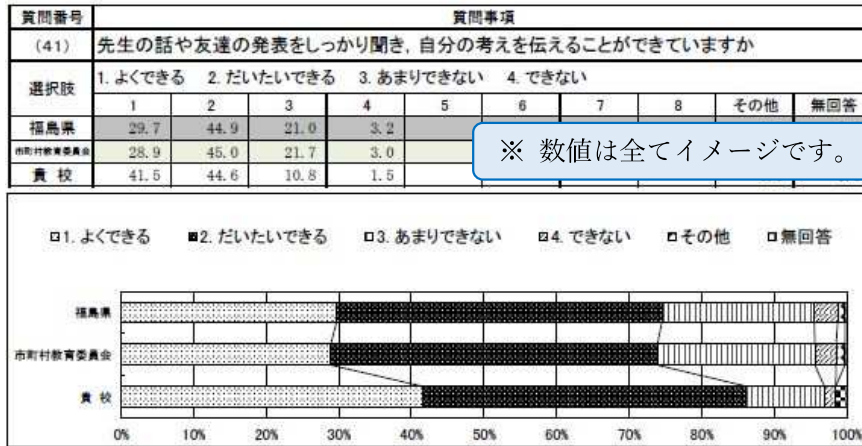 質問番号 質問事項
(41) 先生の話や友達の発表をしっかり聞き，自分の考えを伝えることができていますか
選択肢 1. よくできる 2. だいたいできる 3. あまりできない 4. できない
1 2 3 4 5 6 7 8 その他 無回答
福島県 29.7 44.9 21.0 3.2
市町村教育委員会 28.9 45.0 21.7 3.0
貴 校 41.5 44.6 10.8 1.5
※ 数値は全てイメージです。
1. よくできる 2. だいたいできる 3. あまりできない 4. できない その他 無回答
福島県
市町村教育委員会
貴 校
0% 10% 20% 30% 40% 50% 60% 70% 80% 90% 100%